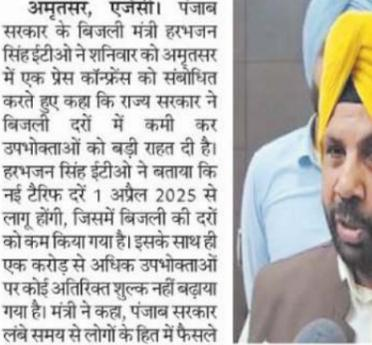 अमृतसर, एजेंसी। पंजाब
सरकार के बिजली मंत्री हरभजन
सिंह ईटीओ ने शनिवार को अमृतसर
में एक प्रेस कॉन्फ्रेंस को संबोधित
करते हुए कहा कि राज्य सरकार ने
बिजली दरों में कमी कर
उपभोक्ताओं को बड़ी राहत दी है।
हरभजन सिंह ईटीओ ने बताया कि
नई टैरिफ दरें 1 अप्रैल 2025 से
लागू होंगी, जिसमें बिजली की दरों
को कम किया गया है। इसके साथ ही
एक करोड़ से अधिक उपभोक्ताओं
पर कोई अतिरिक्त शुल्क नहीं बढ़ाया
गया है। मंत्री ने कहा, पंजाब सरकार
लंबे समय से लोगों के हित में फैसले